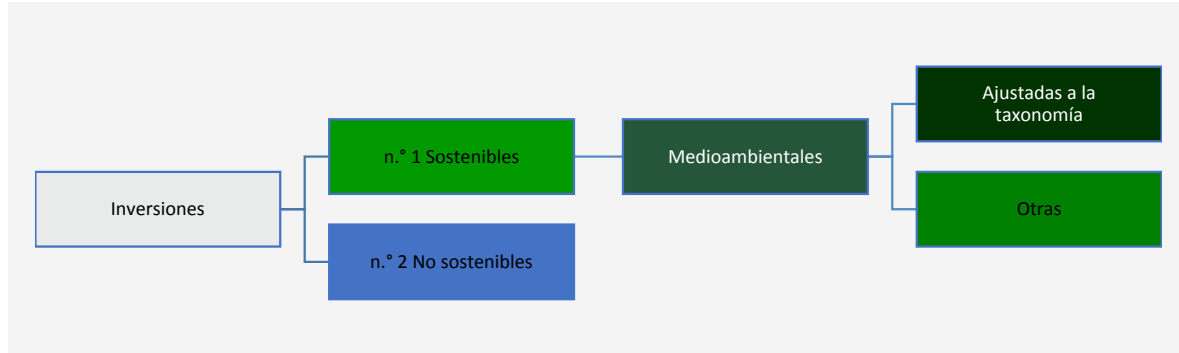 Inversiones
n.° 1 Sostenibles
n.° 2 No sostenibles
Medioambientales
Ajustadas a la
taxonomía
Otras